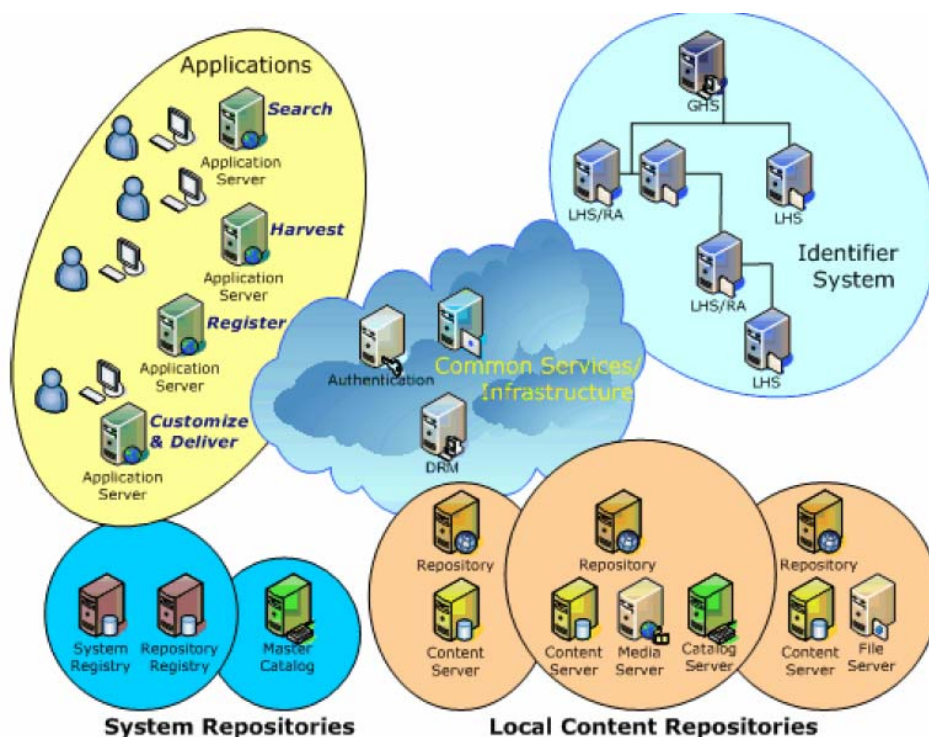 Applications
Search
Application
Server
Harvest
Application
Server
Register
Application
Server
Customize
& Deliver
Application
Server
GHS
LHS/RA
LHS
LHS/RA
LHS
Identifier
System
Authentication
Common Services/
Infrastructure
DRM
System
Registry
Repository
Registry
Master
Catalog
System Repositories
Repository
Content
Server
Repository
Content
Server
Media
Server
Catalog
Server
Repository
Content
Server
File
Server
Local Content Repositories